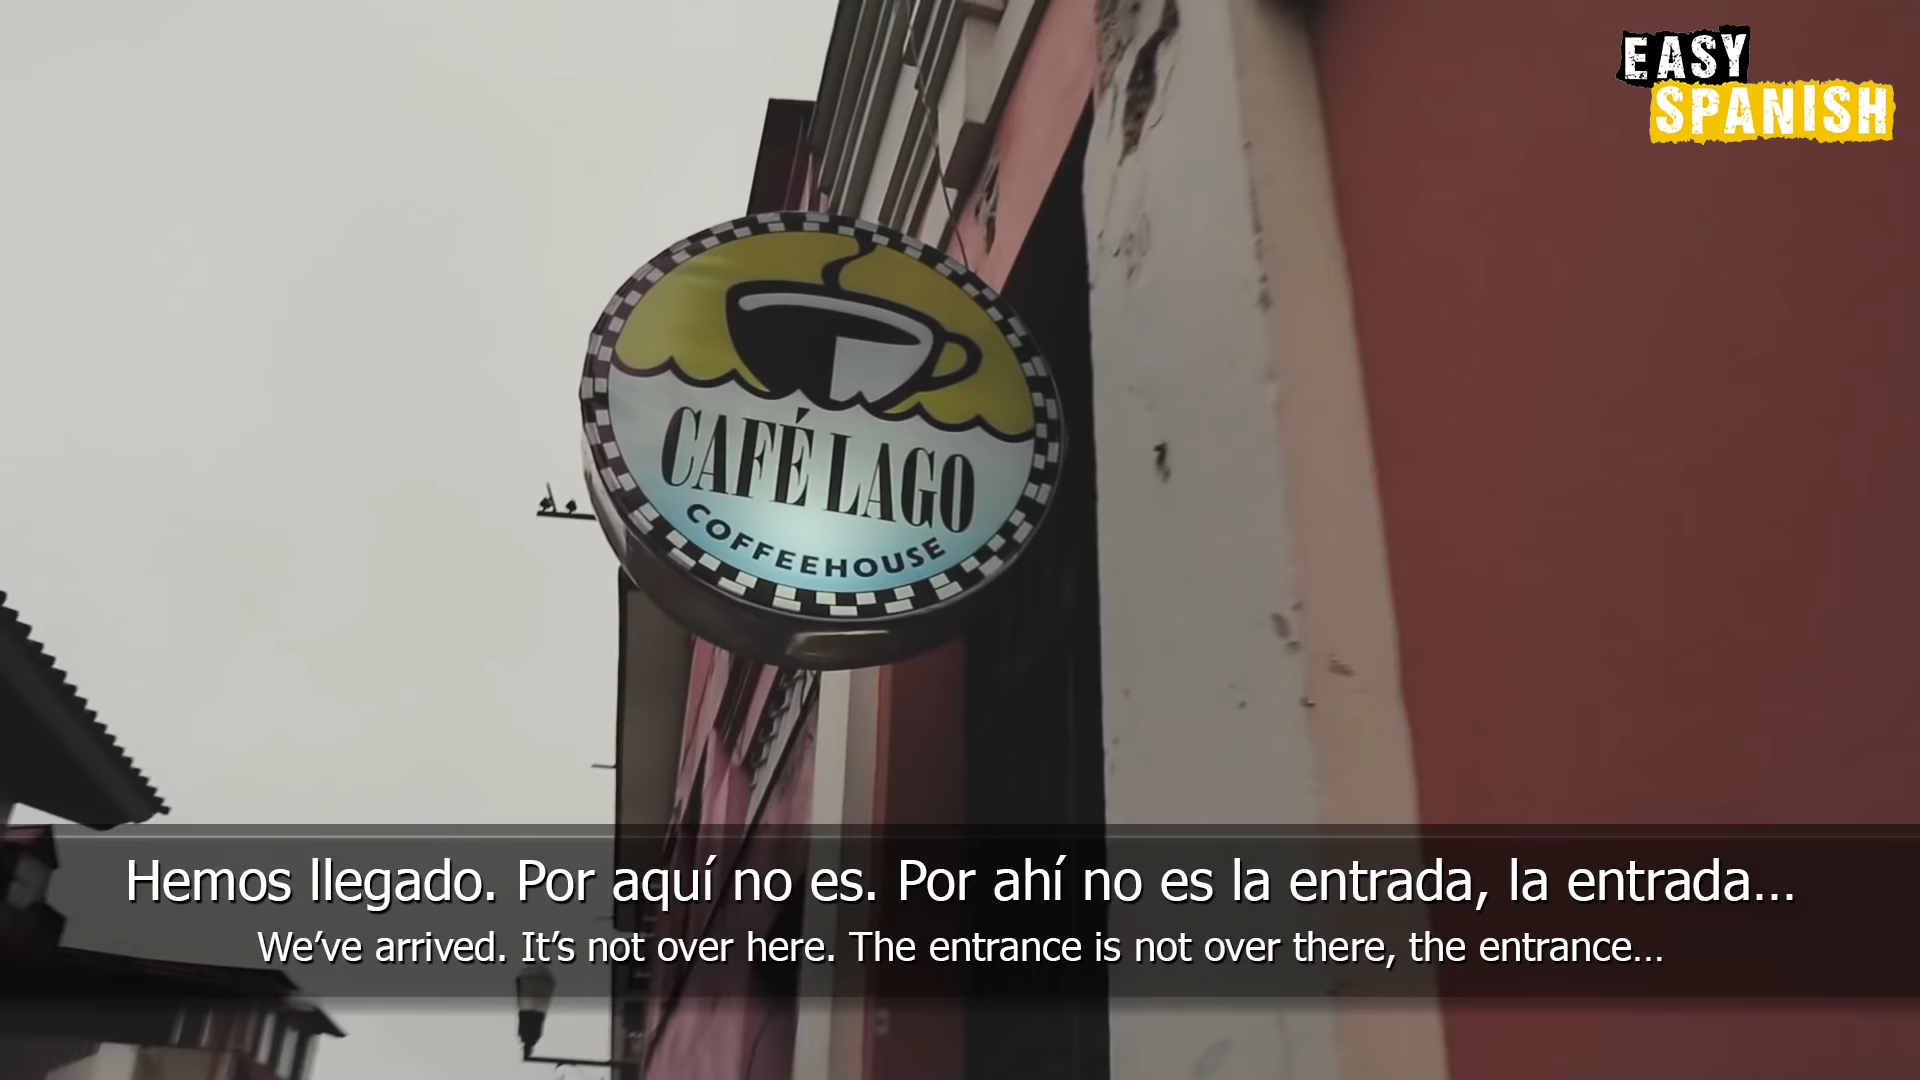 EASY
SPANISH
CAFÉ LAGO
COFFEEHOUSE
Hemos llegado. Por aquí no es. Por ahí no es la entrada, la entrada...
We’ve arrived. It’s not over here. The entrance is not over there, the entrance...